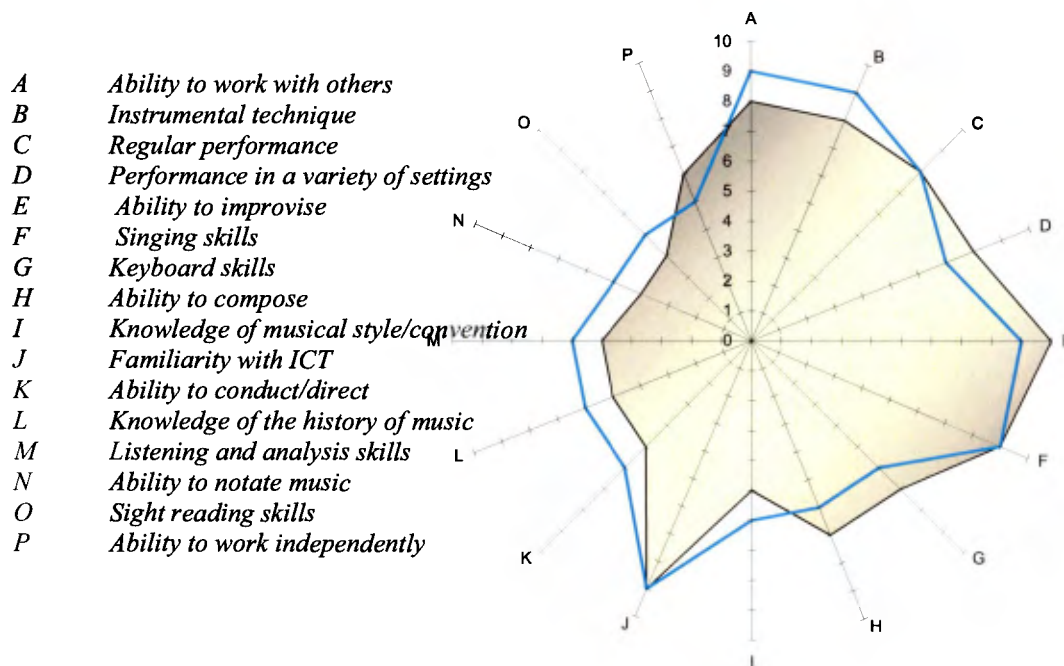 A Ability to work with others
B Instrumental technique
C Regular performance
D Performance in a variety of settings
E Ability to improvise
F Singing skills
G Keyboard skills
H Ability to compose
I Knowledge of musical style/convention
J Familiarity with ICT
K Ability to conduct/direct
L Knowledge of the history of music
M Listening and analysis skills
N Ability to notate music
O Sight reading skills
P Ability to work independently
A
10
9
8
6
5
4
3
2
1
0
B
C
D
F
G
H
J
K
L
M
N
O
P